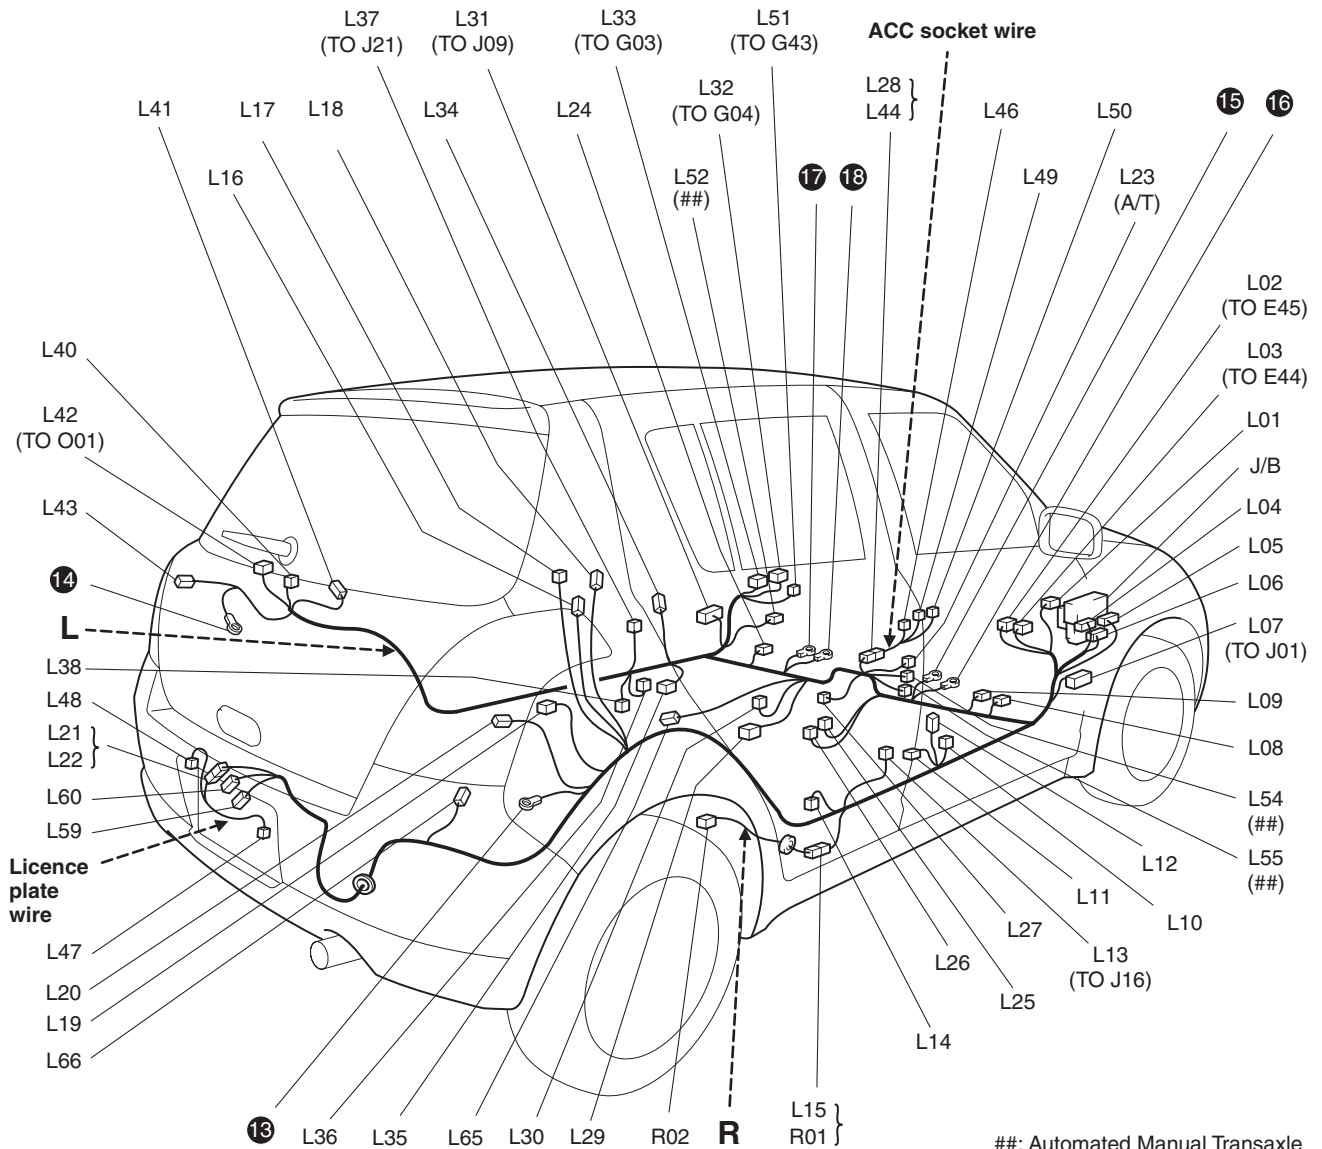 L37
(TO J21)
L31
(TO J09)
L33
(TO G03)
L51
(TO G43)
ACC socket wire
L41
L17
L18
L34
L24
L32
(TO G04)
L28
L44
L46
L50
15
16
L16
L52
(##)
17
18
L49
L23
(A/T)
L02
(TO E45)
L03
(TO E44)
L40
L42
(TO O01)
L01
J/B
L43
L04
L05
14
L06
L
L07
(TO J01)
L38
L48
L09
L21
L22
L08
L60
L54
(##)
L59
L12
L55
(##)
Licence
plate
wire
L11
L10
L27
L47
L26
L13
(TO J16)
L20
L25
L19
L14
L66
13
L36
L35
L65
L30
L29
R02
R
L15
R01
##: Automated Manual Transaxle